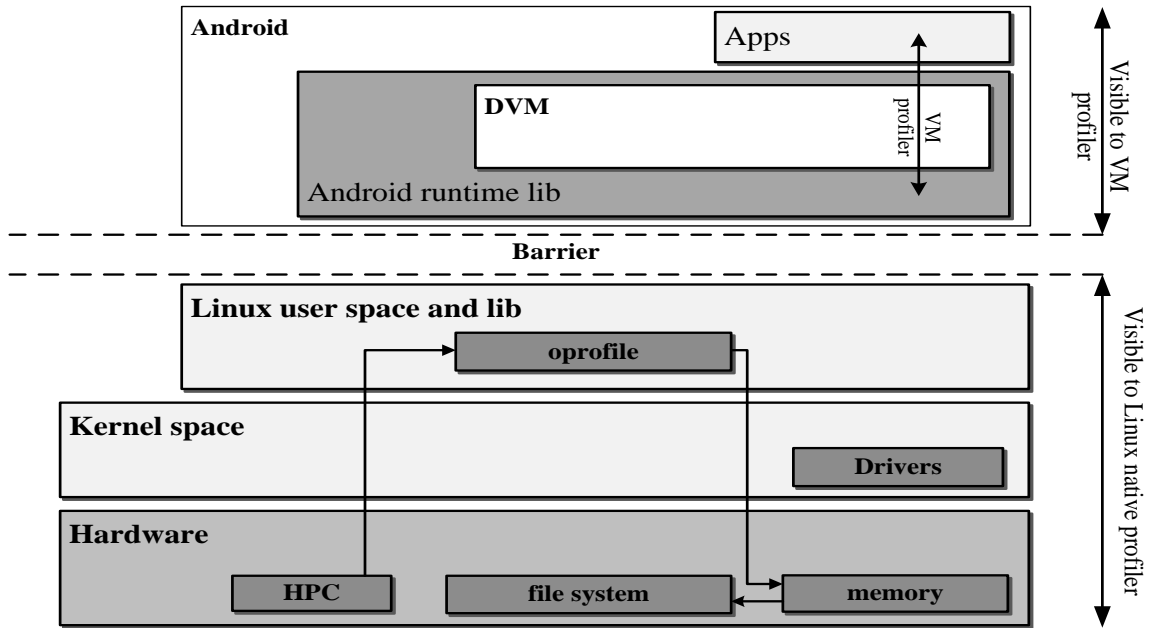 Android
Apps
DVM
VM
profiler
Android runtime lib
Visible to VM
profiler
Barrier
Linux user space and lib
oprofile
Kernel space
Drivers
Hardware
HPC
file system
memory
Visible to Linux native profiler